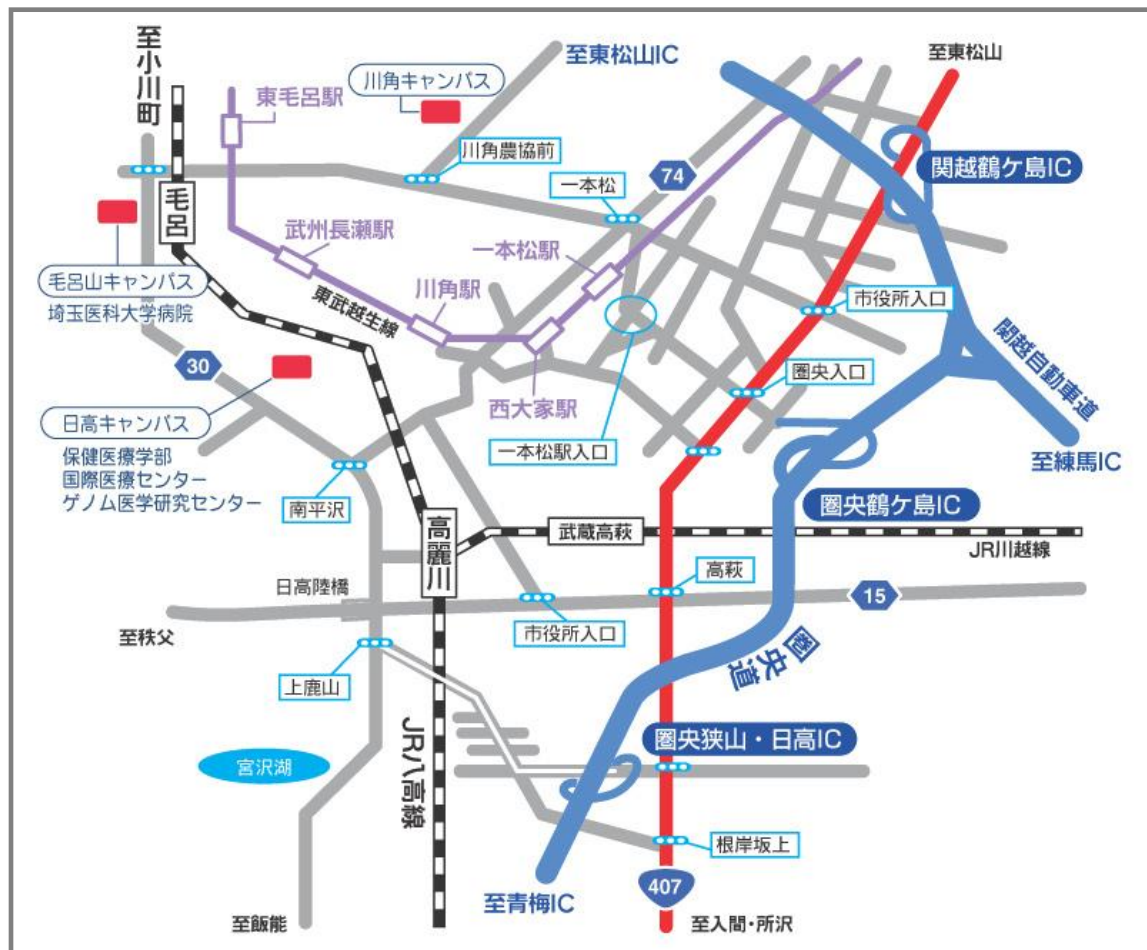 至小川町
川角キャンパス
至東松山IC
至東松山
東毛呂駅
川角農協前
一本松
74
関越鶴ケ島IC
毛呂
武州長瀬駅
一本松駅
毛呂山キャンパス
埼玉医科大学病院
東武越生線
川角駅
市役所入口
関越自動車道
30
圏央入口
西大家駅
日高キャンパス
保健医療学部
国際医療センター
ゲノム医学研究センター
一本松駅入口
至練馬IC
南平沢
圏央鶴ケ島IC
高麗川
武蔵高萩
JR川越線
日高陸橋
高萩
15
至秩父
市役所入口
圏央道
上鹿山
JR八高線
圏央狭山・日高IC
宮沢湖
根岸坂上
至青梅IC
407
至飯能
至入間・所沢